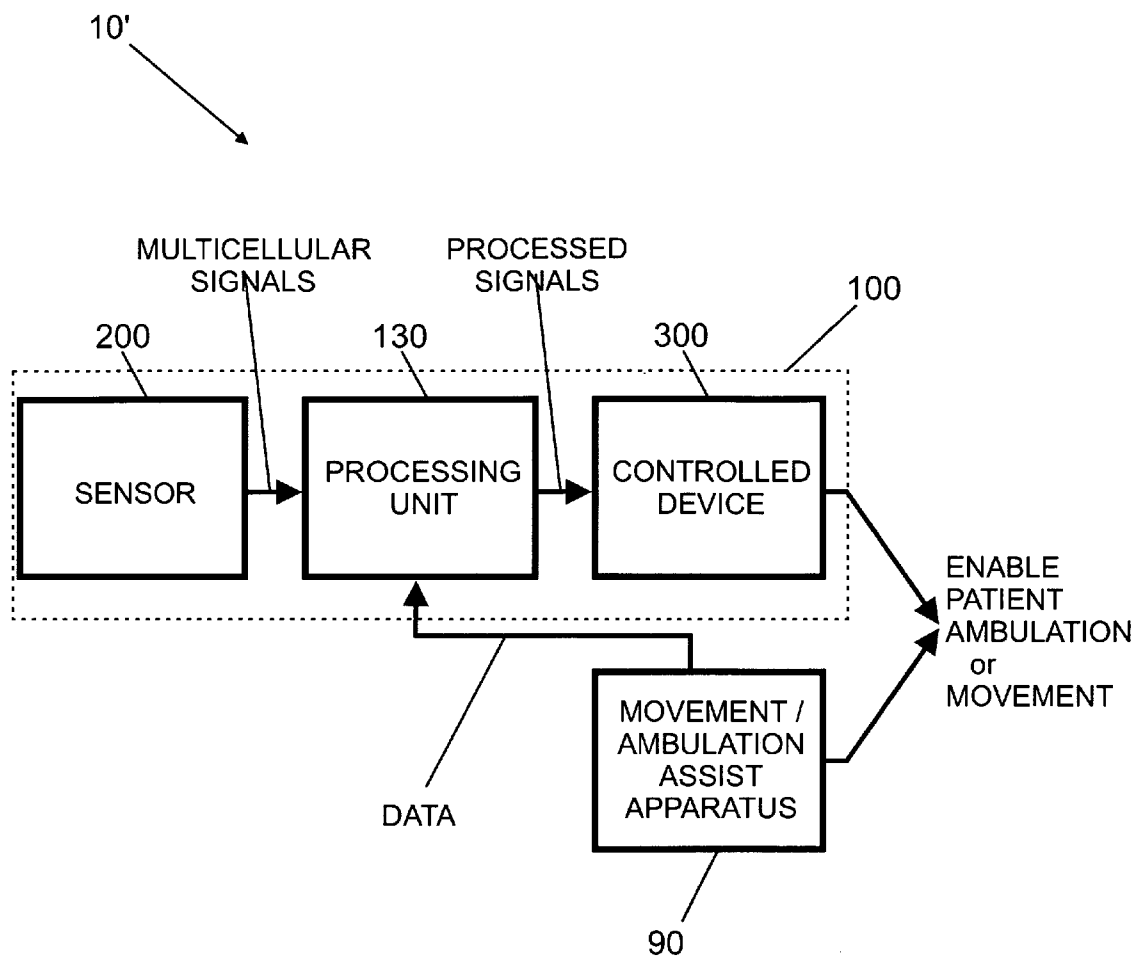 10'
MULTICELLULAR
SIGNALS
PROCESSED
SIGNALS
100
200
130
300
SENSOR
PROCESSING
UNIT
CONTROLLED
DEVICE
ENABLE
PATIENT
AMBULATION
or
MOVEMENT
MOVEMENT /
AMBULATION
ASSIST
APPARATUS
DATA
90